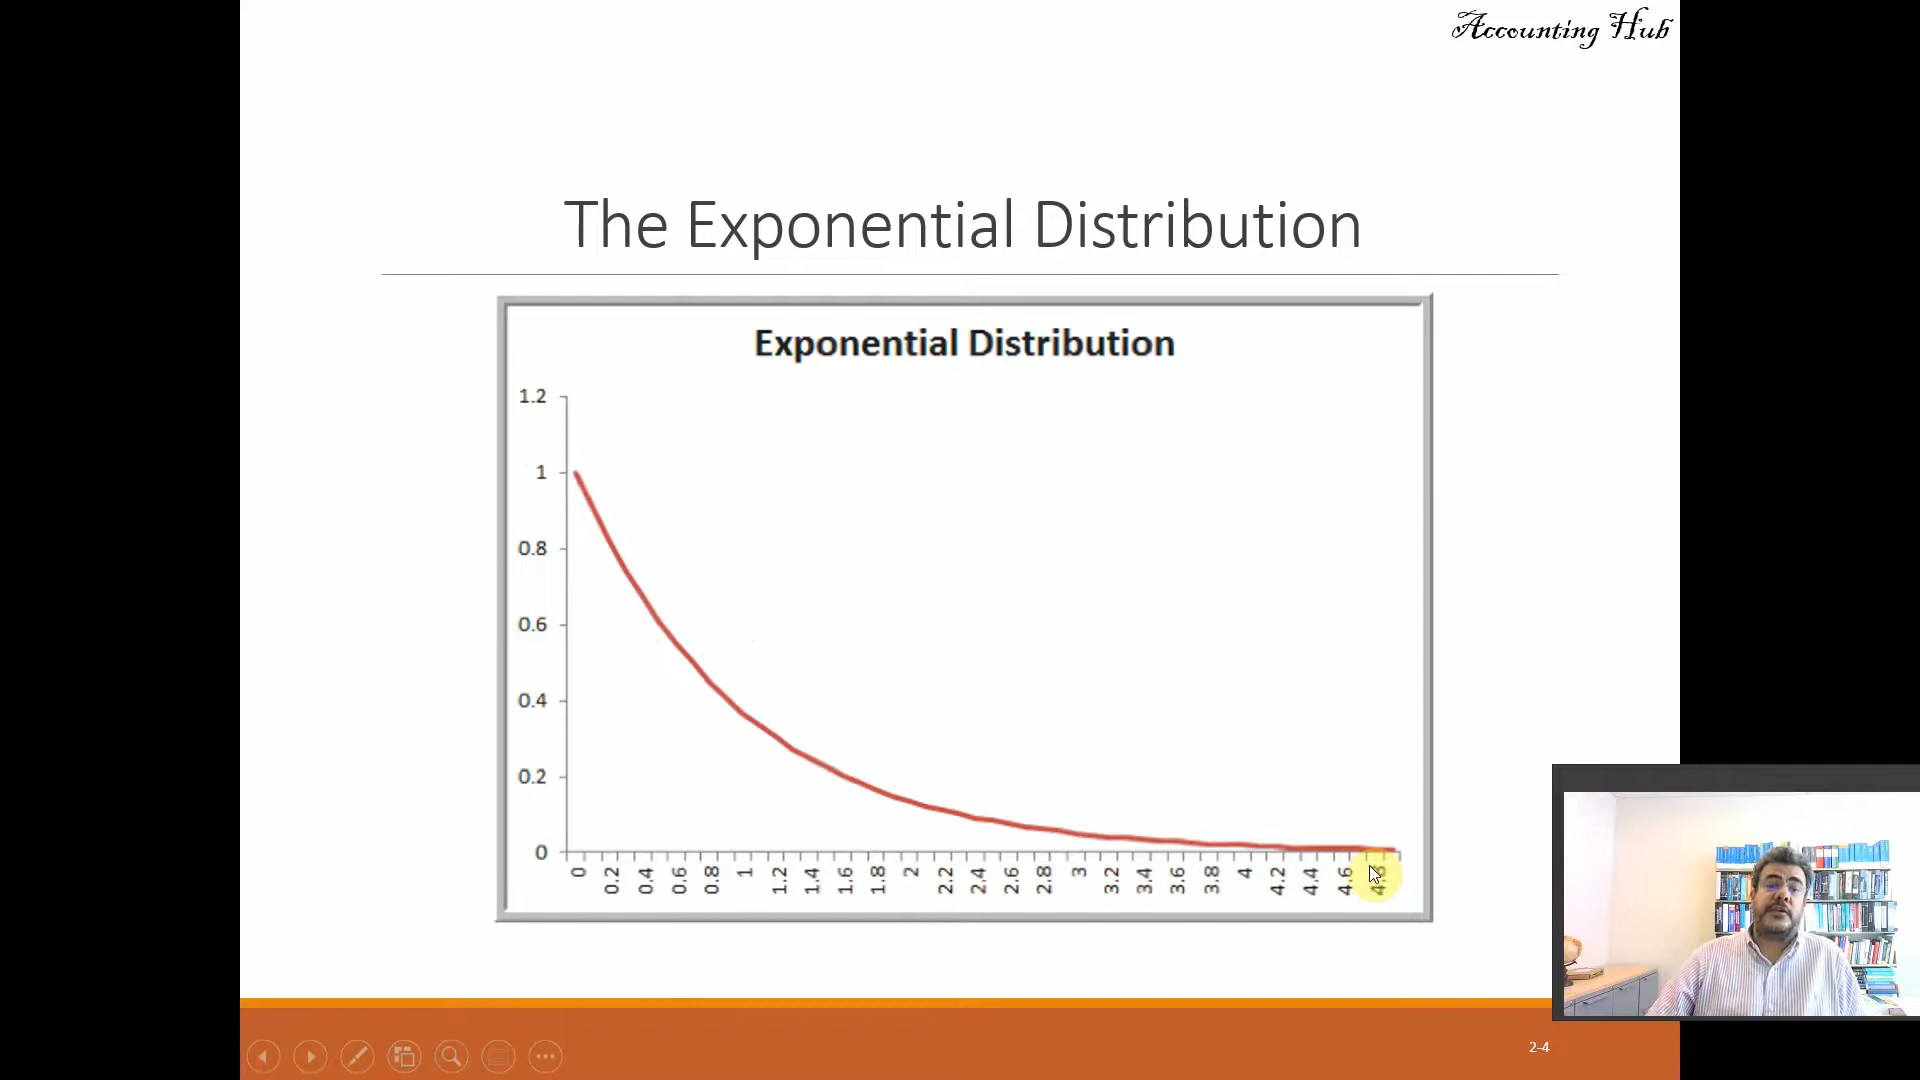 Accounting Hub
The Exponential Distribution
Exponential Distribution
1.2
1
0.8
0.6
0.4
0.2
0
0 0.2 0.4 0.6 0.8 1 1.2 1.4 1.6 1.8 2 2.2 2.4 2.6 2.8 3 3.2 3.4 3.6 3.8 4 4.2 4.4 4.6 4.8
2-4